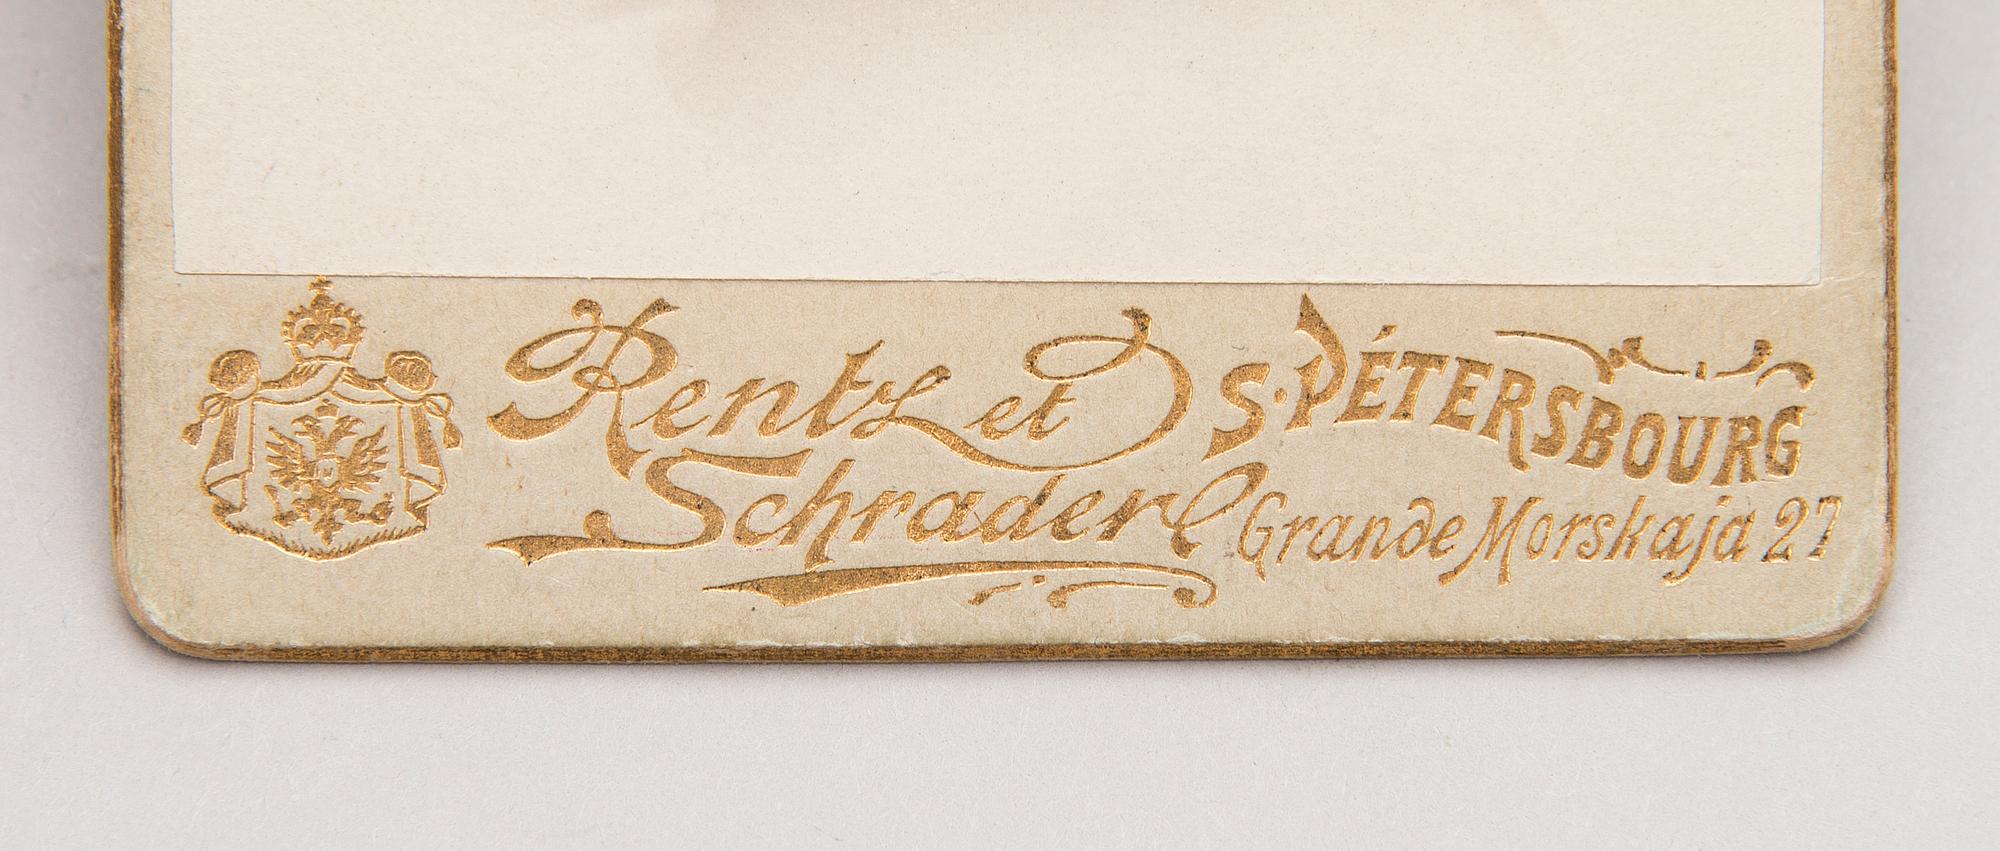 Rentz et
Schrader
S. PÉTERSBOURG
Grande Morskaja 27